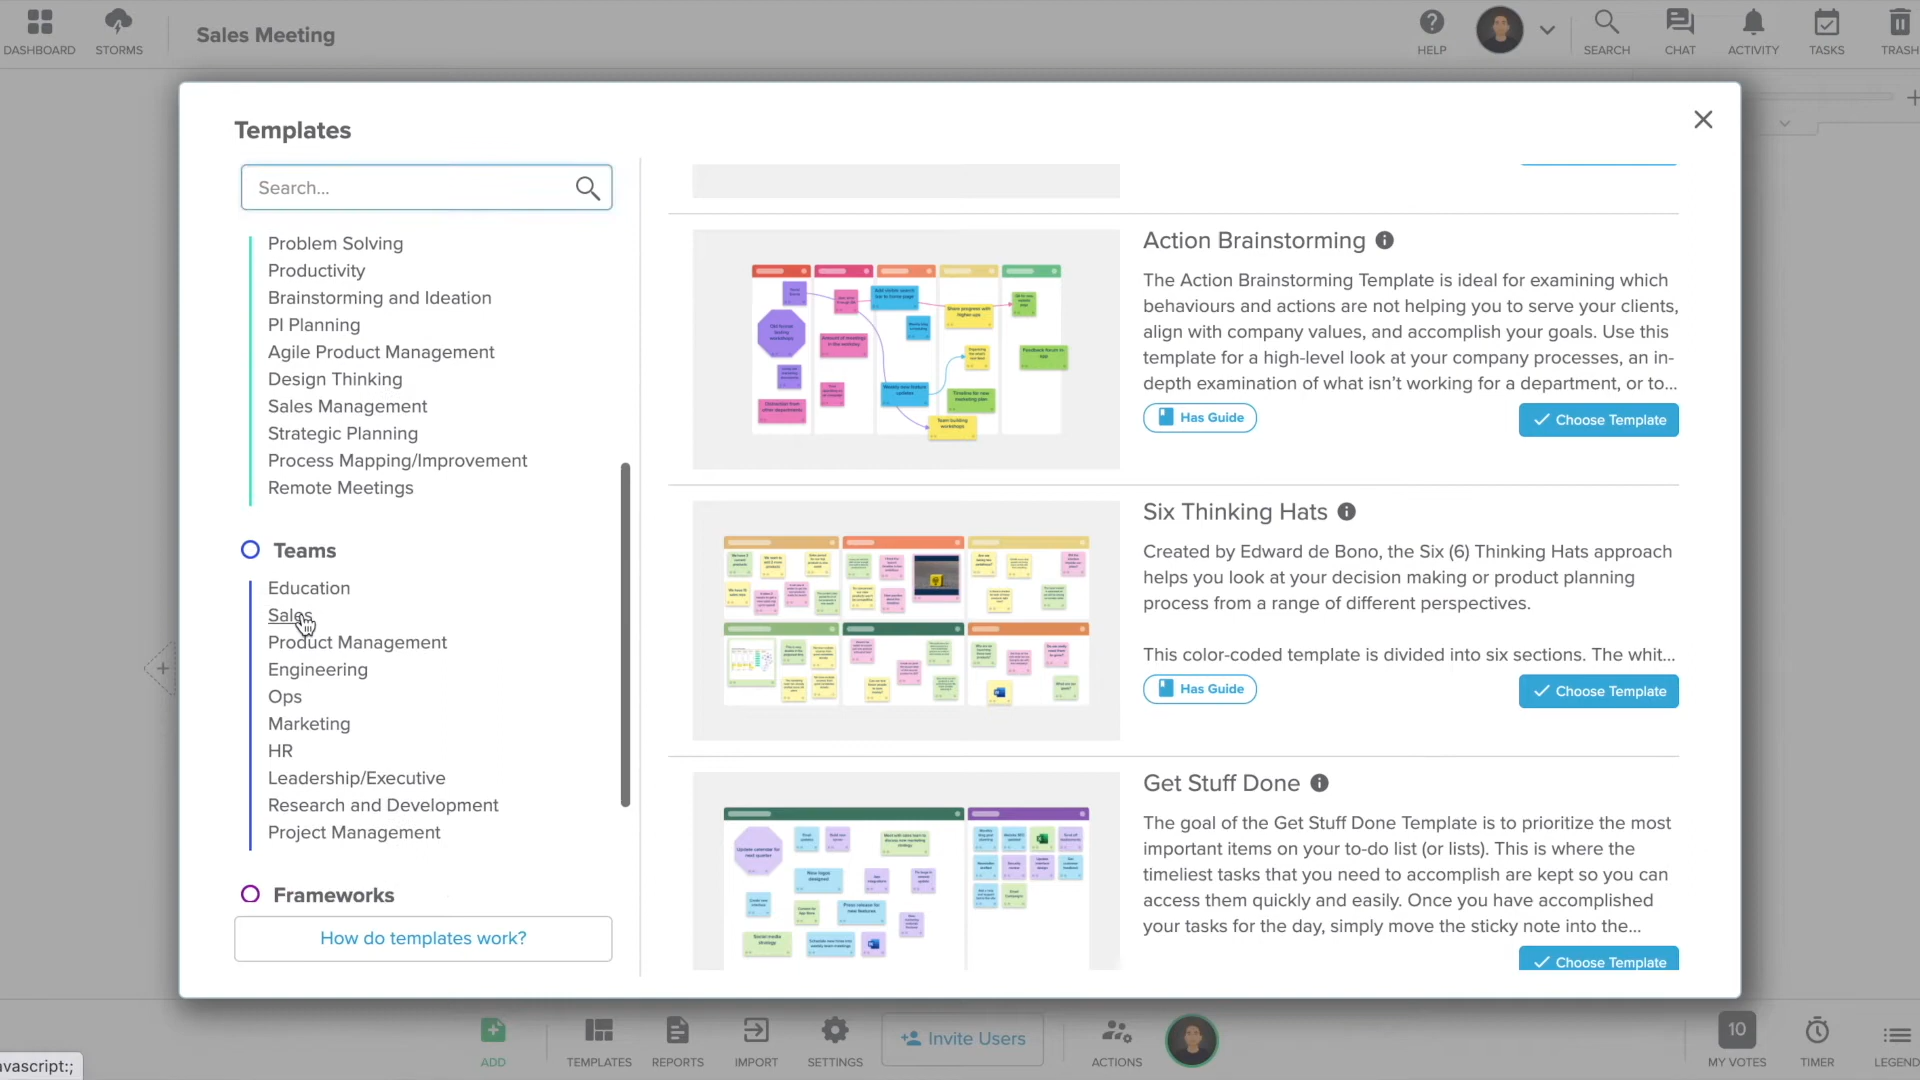 DASHBOARD
STORMS
Sales Meeting
HELP
SEARCH
CHAT
ACTIVITY
TASKS
TRASH
Templates
Search...
Problem Solving
Productivity
Brainstorming and Ideation
PI Planning
Agile Product Management
Design Thinking
Sales Management
Strategic Planning
Process Mapping/Improvement
Remote Meetings
Teams
Education
Sales
Product Management
Engineering
Ops
Marketing
HR
Leadership/Executive
Research and Development
Project Management
Frameworks
How do templates work?
Action Brainstorming
The Action Brainstorming Template is ideal for examining which
behaviours and actions are not helping you to serve your clients,
align with company values, and accomplish your goals. Use this
template for a high-level look at your company processes, an in-
depth examination of what isn't working for a department, or to...
Has Guide
Choose Template
Six Thinking Hats
Created by Edward de Bono, the Six (6) Thinking Hats approach
helps you look at your decision making or product planning
process from a range of different perspectives.
This color-coded template is divided into six sections. The whit...
Has Guide
Choose Template
Get Stuff Done
The goal of the Get Stuff Done Template is to prioritize the most
important items on your to-do list (or lists). This is where the
timeliest tasks that you need to accomplish are kept so you can
access them quickly and easily. Once you have accomplished
your tasks for the day, simply move the sticky note into the...
Choose Template
ADD
TEMPLATES
REPORTS
IMPORT
SETTINGS
Invite Users
ACTIONS
10
MY VOTES
TIMER
LEGEND
avascript:;